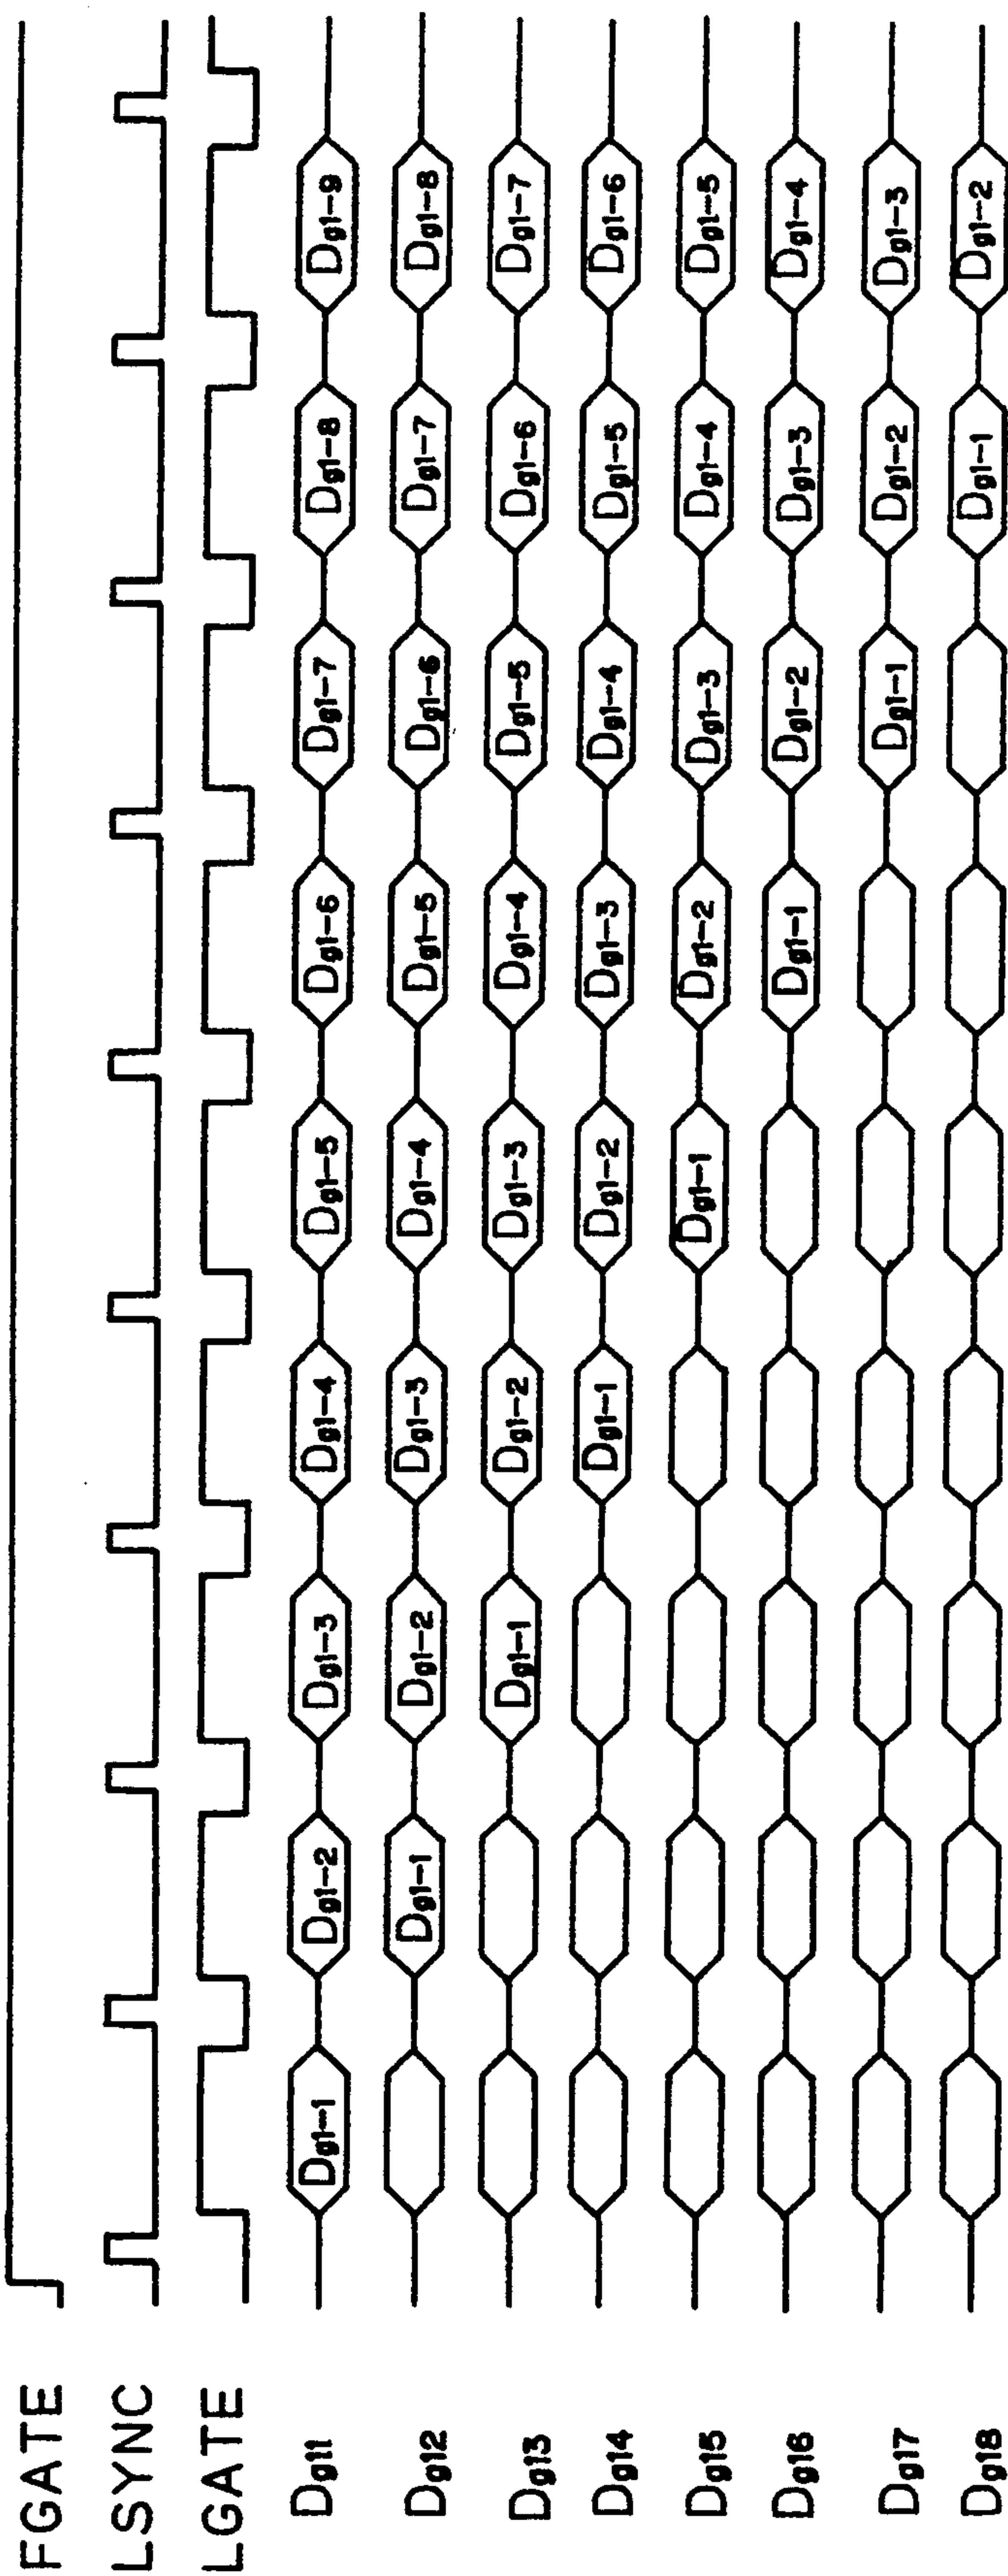 FGATE
LSYNC
LGATE
Dg11 Dg1-1 Dg1-2 Dg1-3 Dg1-4 Dg1-5 Dg1-6 Dg1-7 Dg1-8 Dg1-9
Dg12 Dg1-1 Dg1-2 Dg1-3 Dg1-4 Dg1-5 Dg1-6 Dg1-7 Dg1-8
Dg13 Dg1-1 Dg1-2 Dg1-3 Dg1-4 Dg1-5 Dg1-6 Dg1-7
Dg14 Dg1-1 Dg1-2 Dg1-3 Dg1-4 Dg1-5 Dg1-6
Dg15 Dg1-1 Dg1-2 Dg1-3 Dg1-4 Dg1-5
Dg16 Dg1-1 Dg1-2 Dg1-3 Dg1-4
Dg17 Dg1-1 Dg1-2 Dg1-3
Dg18 Dg1-1 Dg1-2